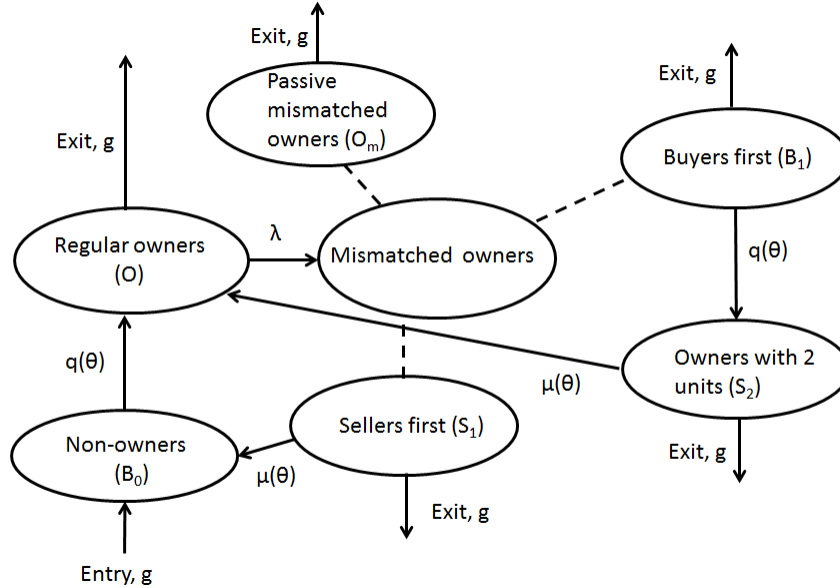 Exit, g
Passive
mismatched
owners (Om)
Exit, g
Buyers first (B1)
Exit, g
Regular owners
(O)
λ
Mismatched owners
q(θ)
q(θ)
Owners with 2
units (S2)
μ(θ)
Sellers first (S1)
Non-owners
(B0)
μ(θ)
Exit, g
Exit, g
Entry, g